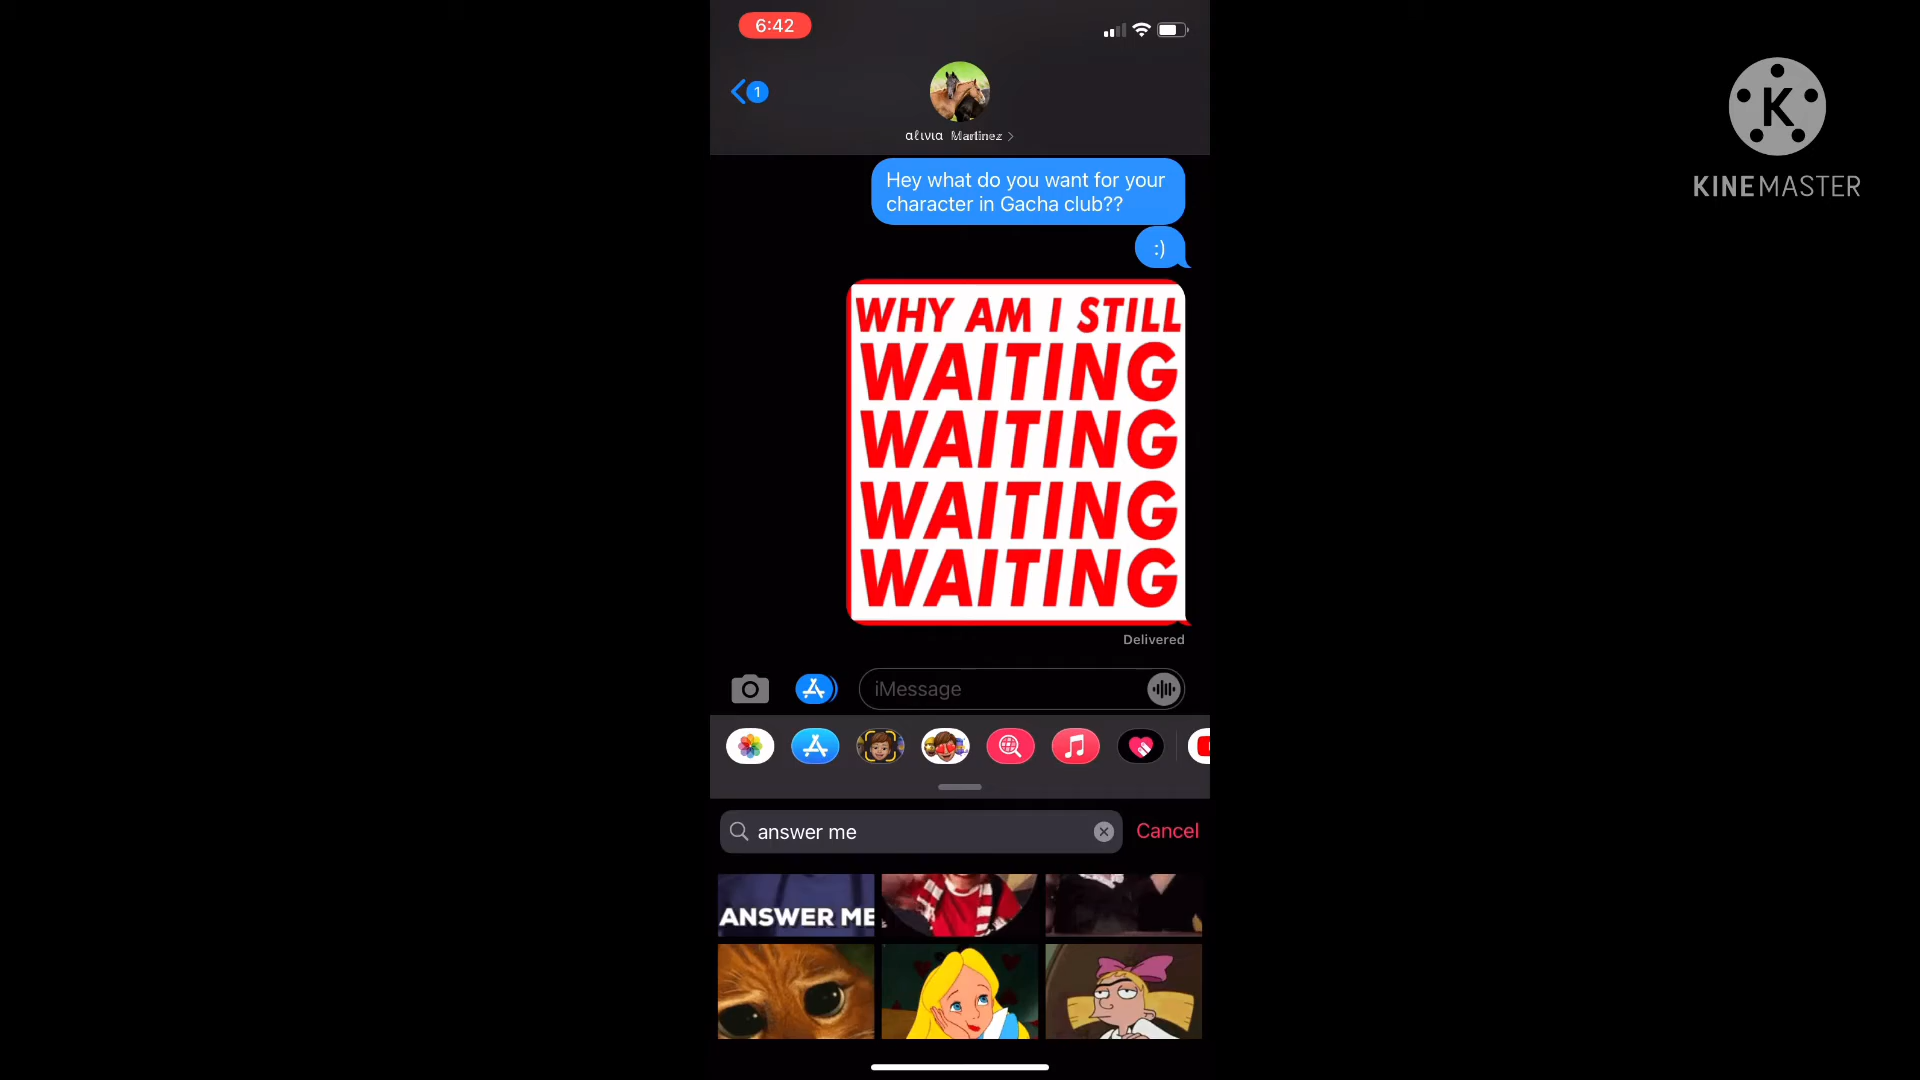 6:42
1
αℓινια Martinez
K
KINEMASTER
Hey what do you want for your
character in Gacha club??
:)
WHY AM I STILL
WAITING
WAITING
WAITING
WAITING
Delivered
iMessage
answer me
Cancel
ANSWER ME